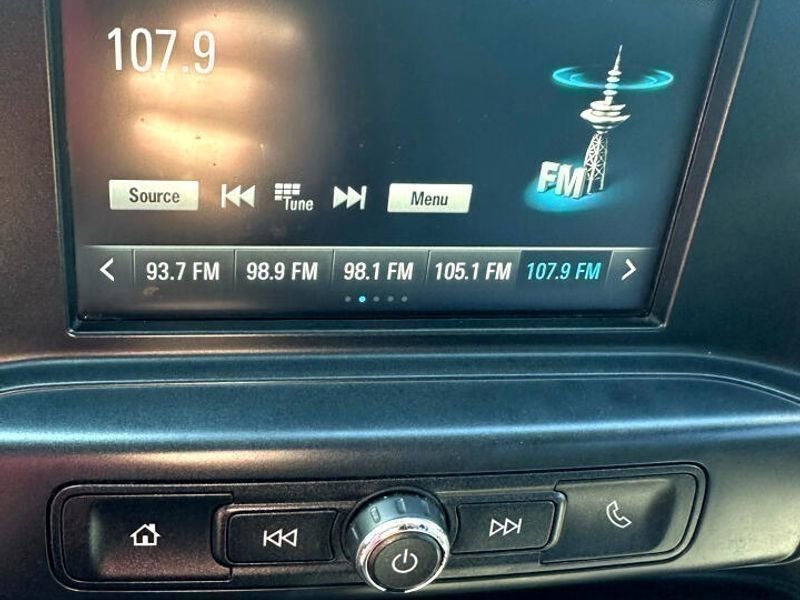 107.9
FM
Source Tune Menu
93.7 FM 98.9 FM 98.1 FM 105.1 FM 107.9 FM